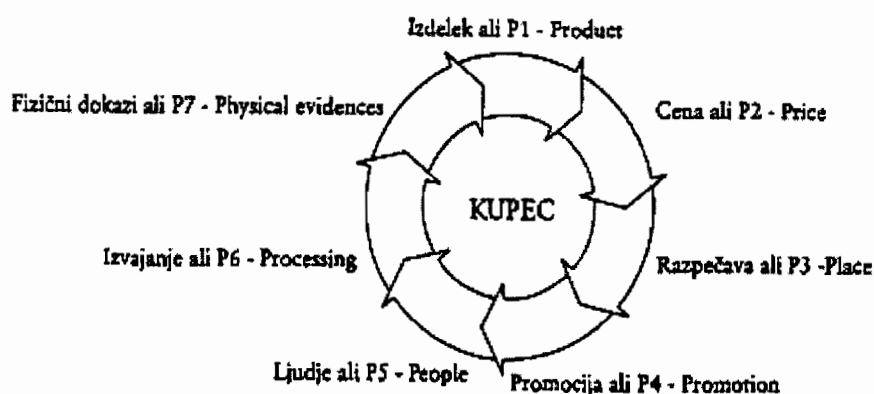 Izdelek ali P1 - Product
Fizični dokazi ali P7 - Physical evidences
Cena ali P2 - Price
KUPEC
Izvajanje ali P6 - Processing
Razpečava ali P3 -Place
Ljudje ali P5 - People
Promocija ali P4 - Promotion